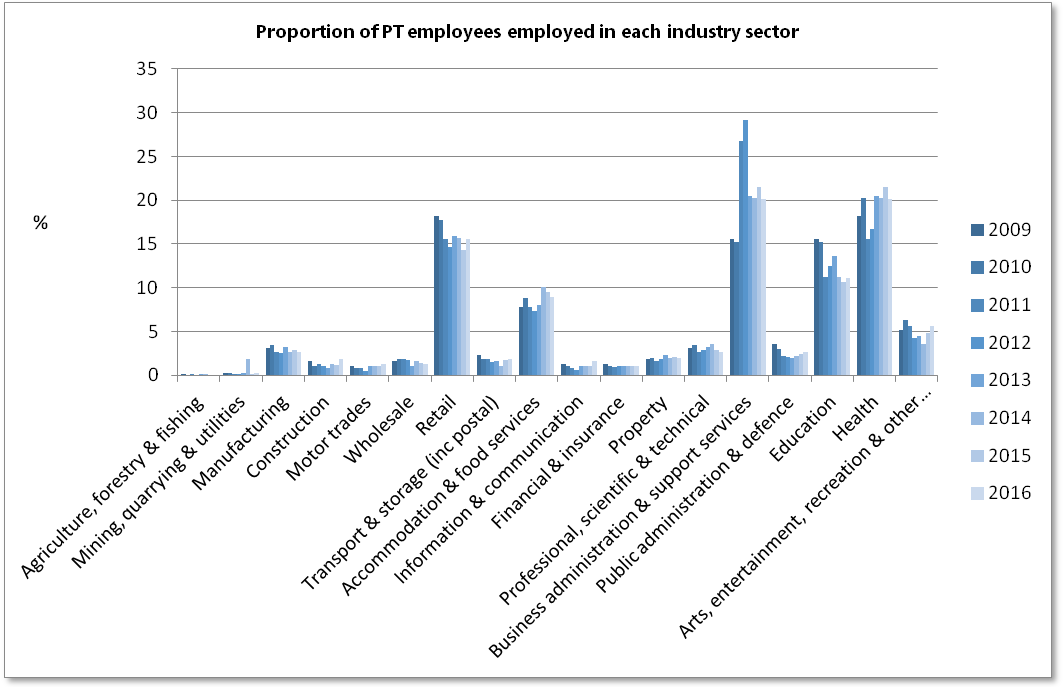 Proportion of PT employees employed in each industry sector
35
30
25
20
15
10
5
0
%
Agriculture, forestry & fishing
Mining, quarrying & utilities
Manufacturing
Construction
Motor trades
Wholesale
Retail
Transport & storage (inc postal)
Accommodation & food services
Information & communication
Financial & insurance
Property
Professional, scientific & technical
Business administration & support services
Public administration & defence
Education
Health
Arts, entertainment, recreation & other...
2009
2010
2011
2012
2013
2014
2015
2016